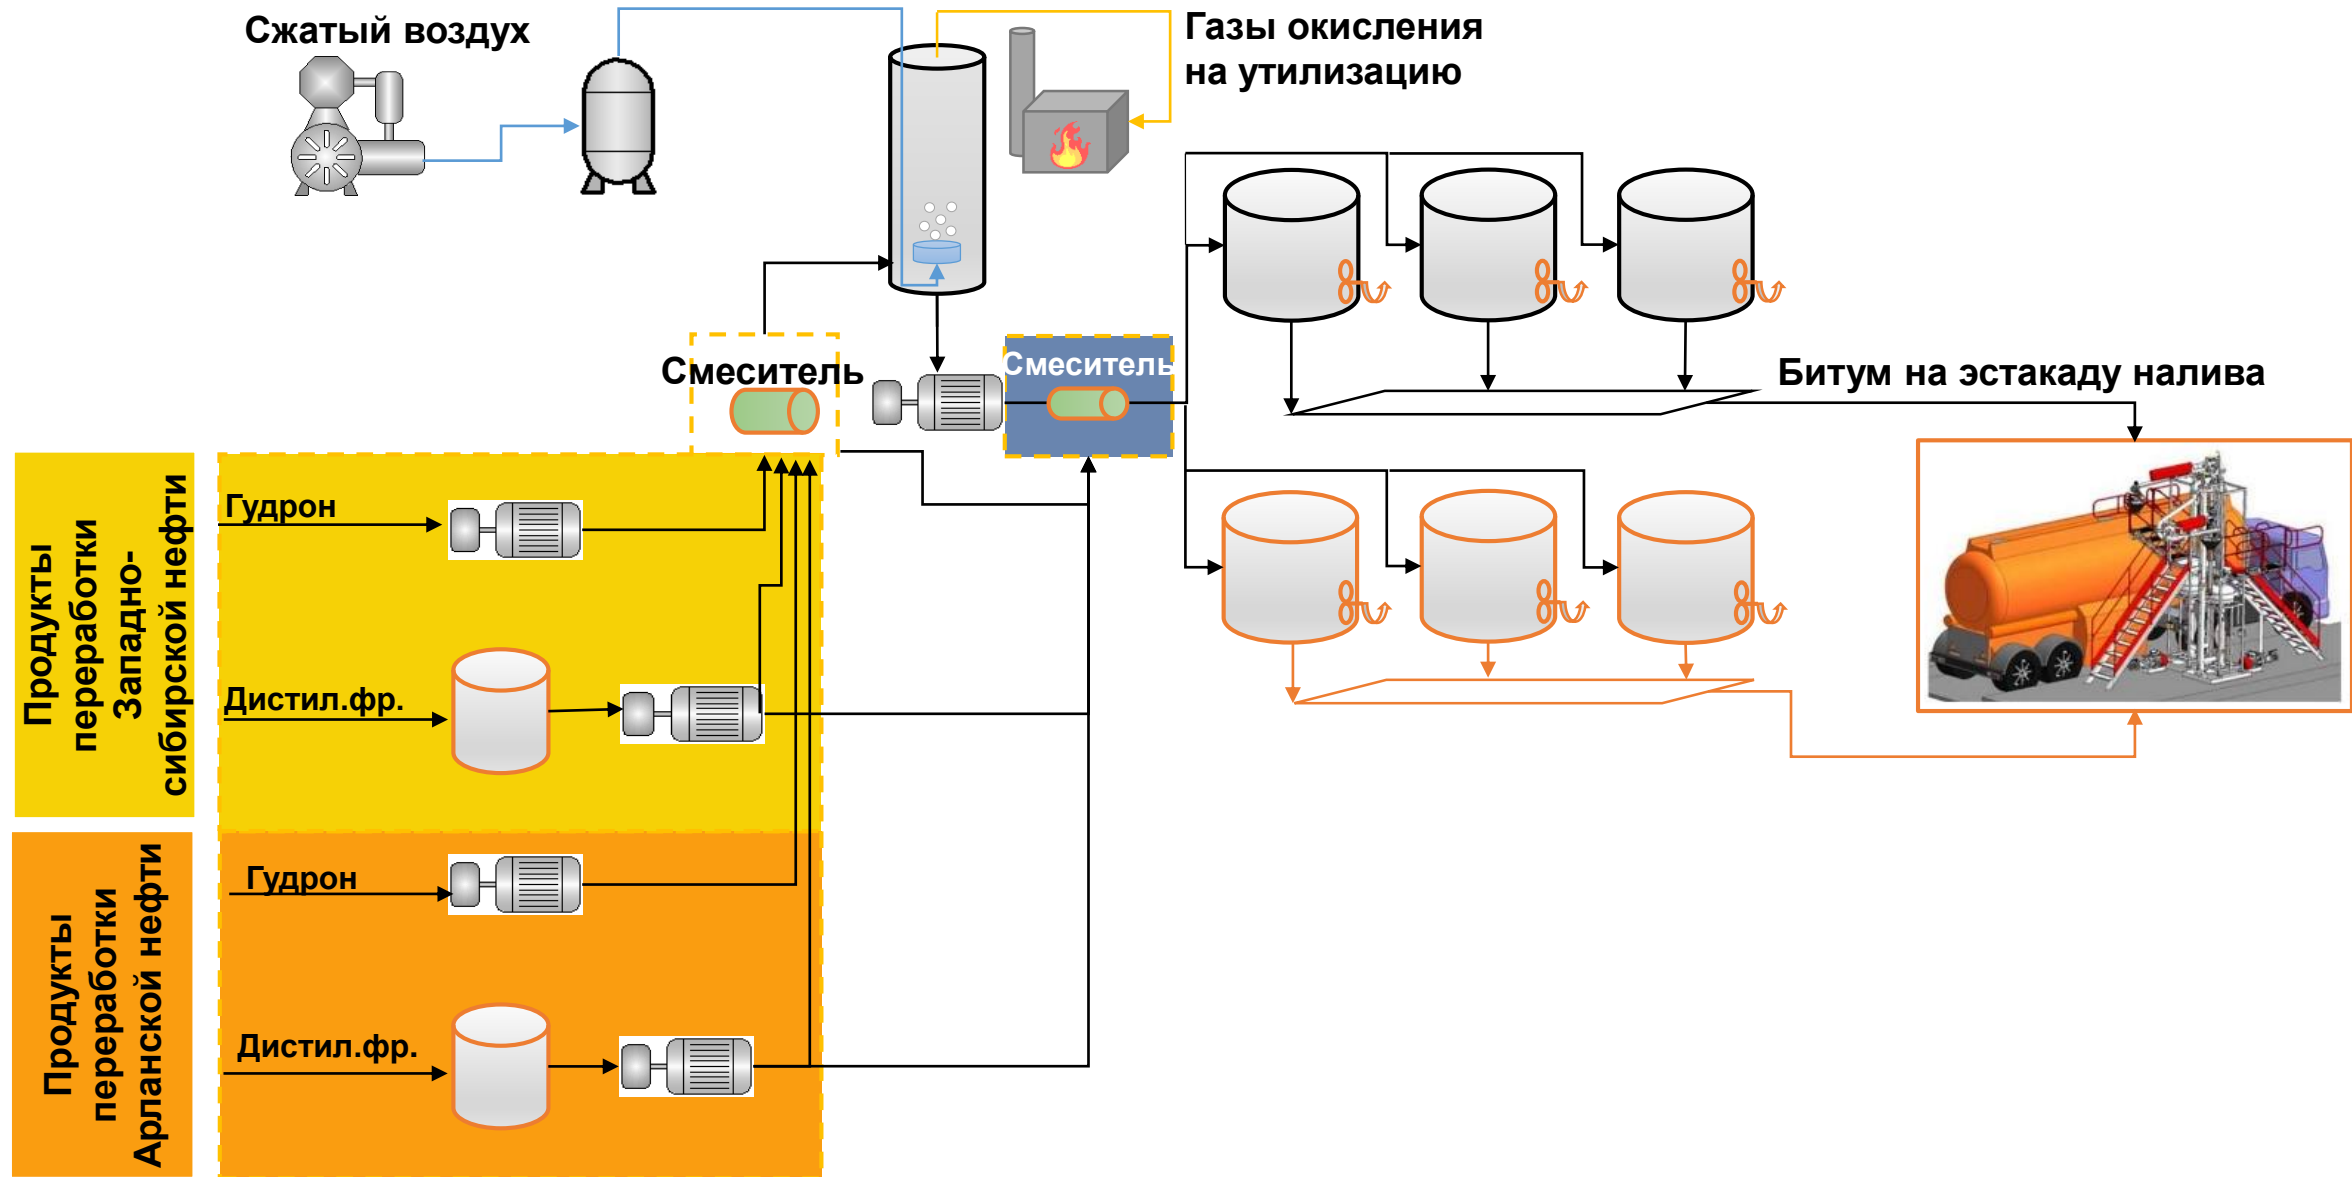 Сжатый воздух
Газы окисления
на утилизацию
Смеситель
Смеситель
Битум на эстакаду налива
Продукты
переработки
Западно-
сибирской нефти
Гудрон
Дистил.фр.
Продукты
переработки
Арланской нефти
Гудрон
Дистил.фр.